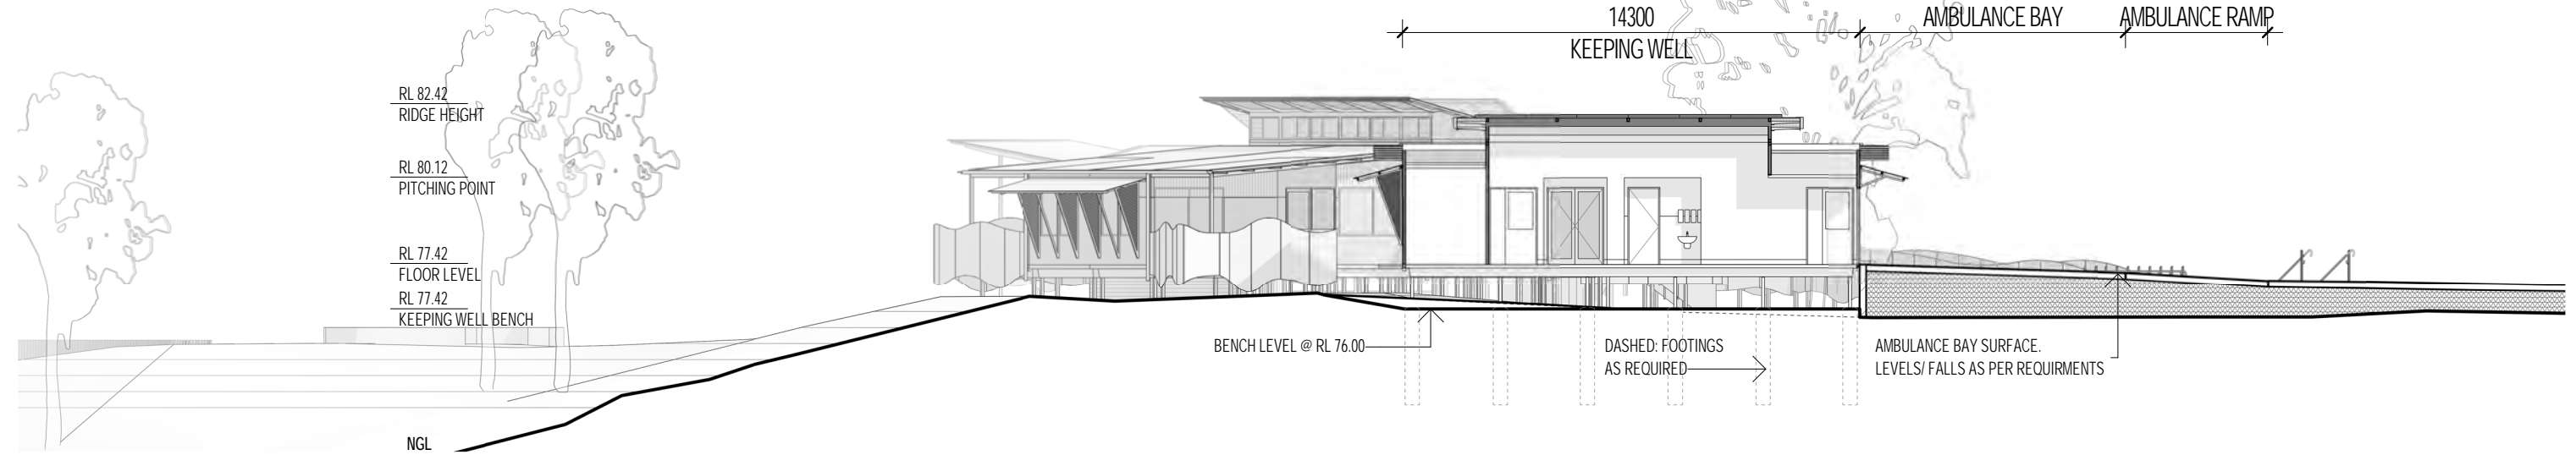 14300
KEEPING WELL
AMBULANCE BAY
AMBULANCE RAMP
RL 82.42
RIDGE HEIGHT
RL 80.12
PITCHING POINT
RL 77.42
FLOOR LEVEL
RL 77.42
KEEPING WELL BENCH
BENCH LEVEL @ RL 76.00
DASHED: FOOTINGS
AS REQUIRED
AMBULANCE BAY SURFACE.
LEVELS/ FALLS AS PER REQUIRMENTS
NGL